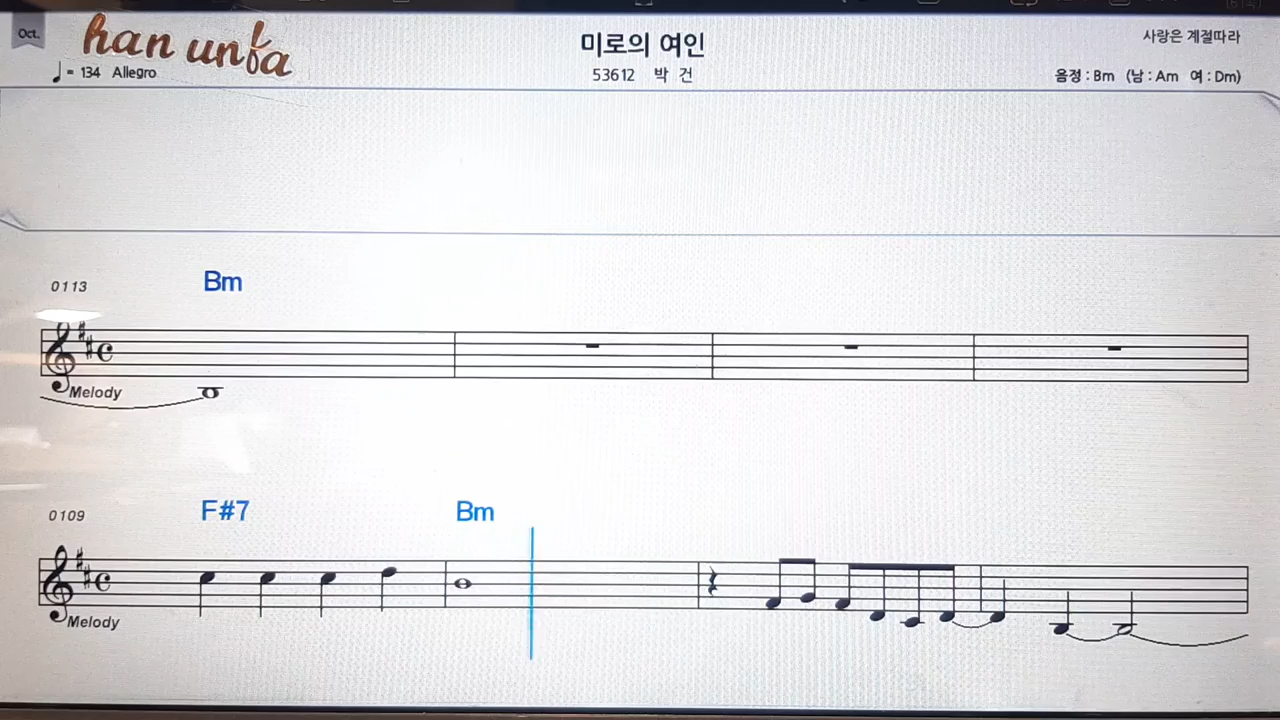 Oct.
han unfa
미로의 여인
사랑은 계절따라
= 134 Allegro
53612 박 건
음정 : Bm (남 : Am 여 : Dm)
0113
Bm
Melody
0109
F#7
Bm
Melody